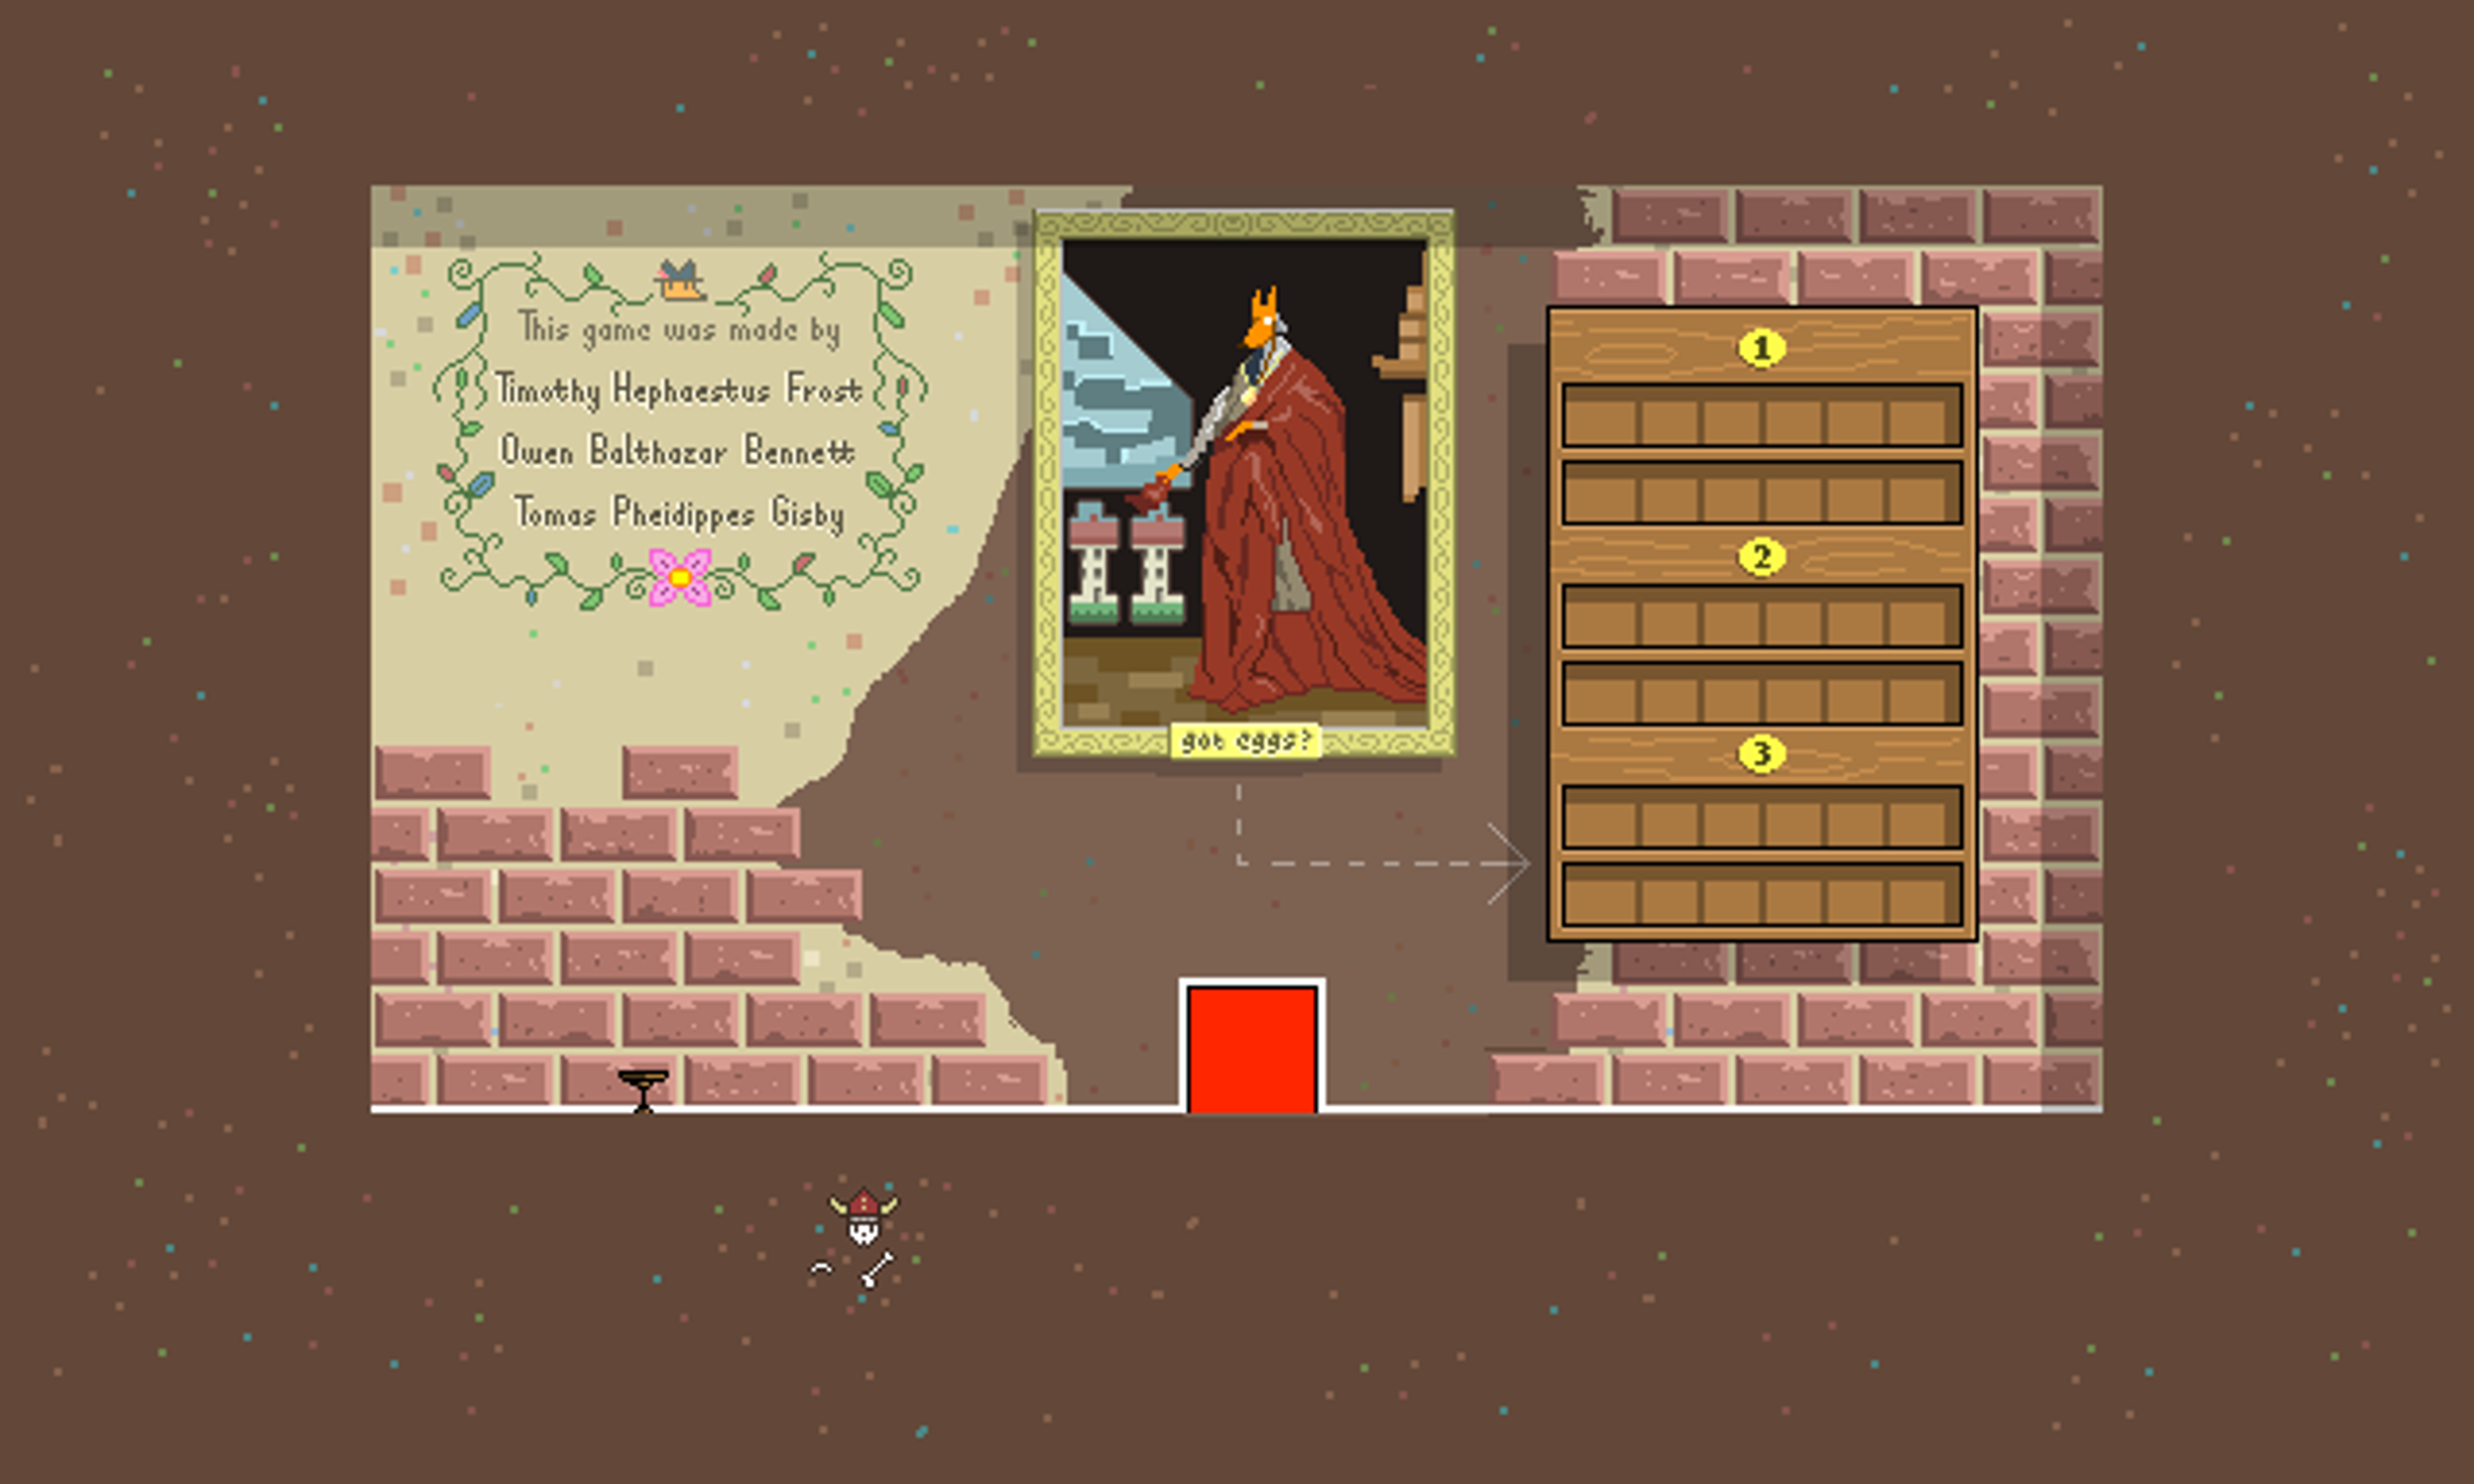 This game was made by
Timothy Hephaestus Frost
Owen Balthazar Bennett
Tomas Pheidippes Gisby
got eggs?
1
2
3